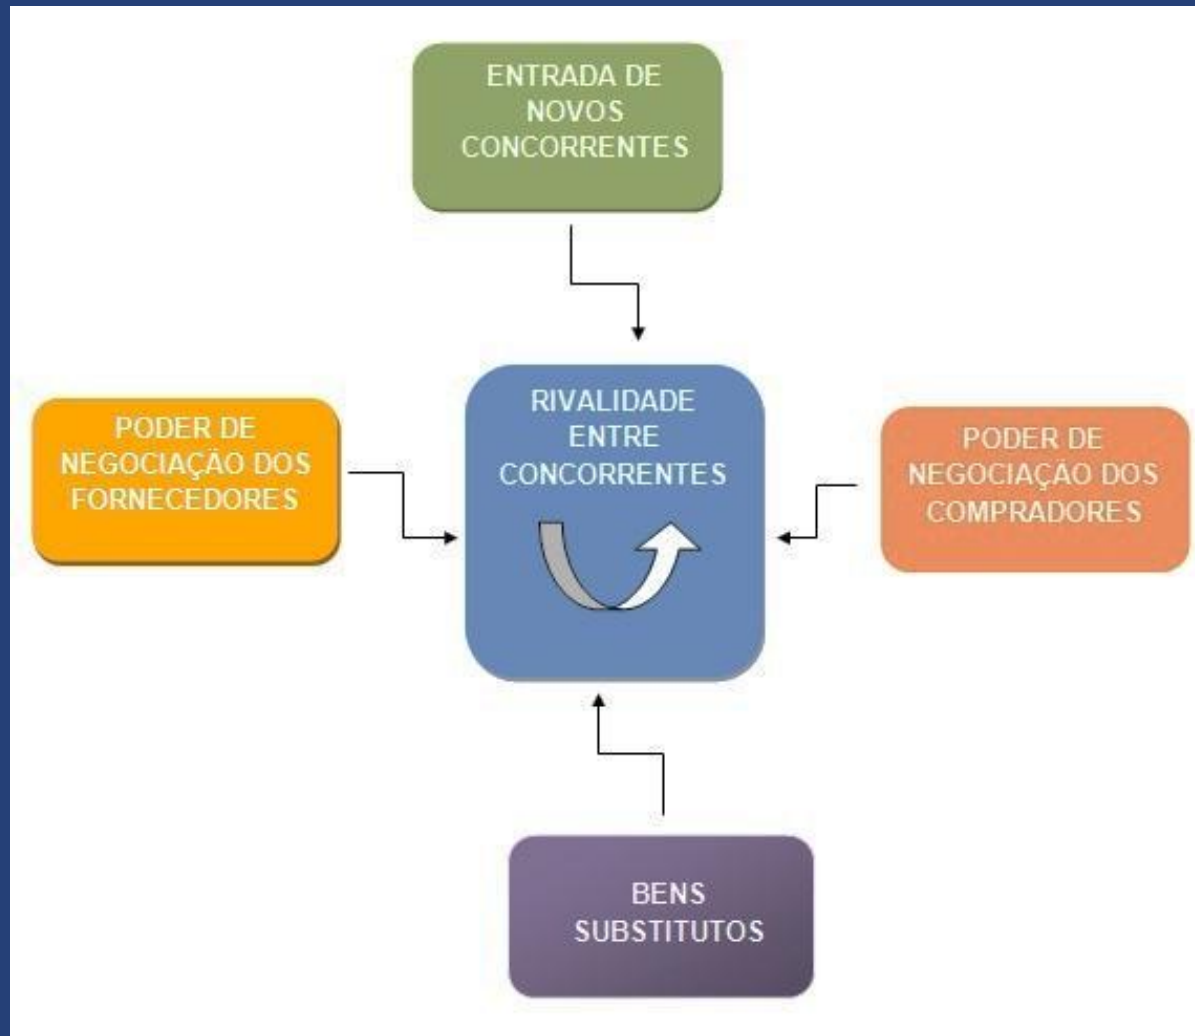 ENTRADA DE
NOVOS
CONCORRENTES
RIVALIDADE
ENTRE
CONCORRENTES
PODER DE
NEGOCIAÇÃO DOS
FORNECEDORES
PODER DE
NEGOCIAÇÃO DOS
COMPRADORES
BENS
SUBSTITUTOS